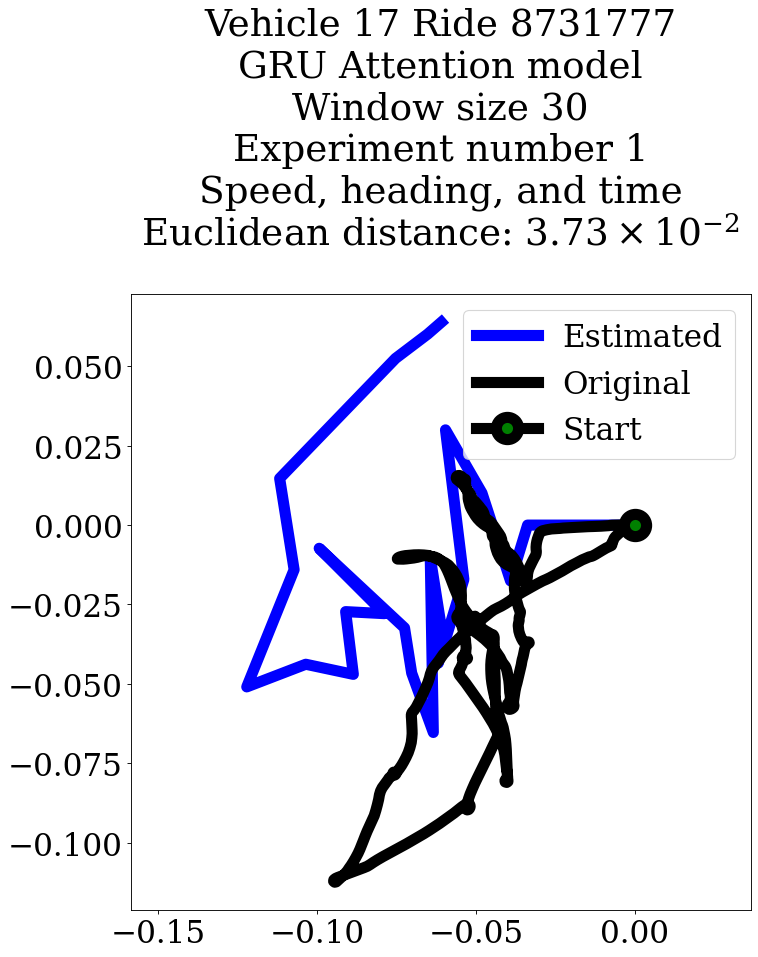 Vehicle 17 Ride 8731777
GRU Attention model
Window size 30
Experiment number 1
Speed, heading, and time
Euclidean distance: 3.73 × 10⁻²
Estimated
Original
Start
0.050
0.025
0.000
−0.025
−0.050
−0.075
−0.100
−0.15 −0.10 −0.05 0.00